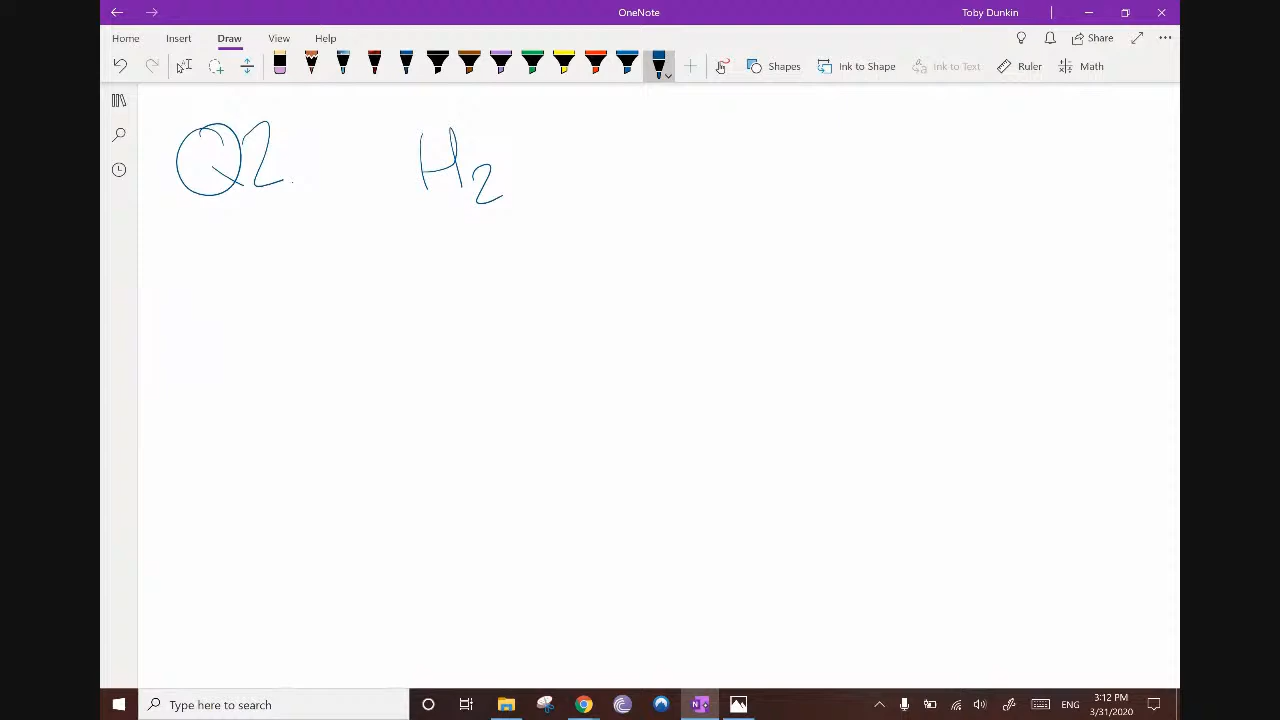 OneNote
Toby Dunkin
Home Insert Draw View Help
Share
Shapes Ink to Shape Ink to Text Ruler Math
Q2. H₂
Type here to search
ENG
3:12 PM
3/31/2020